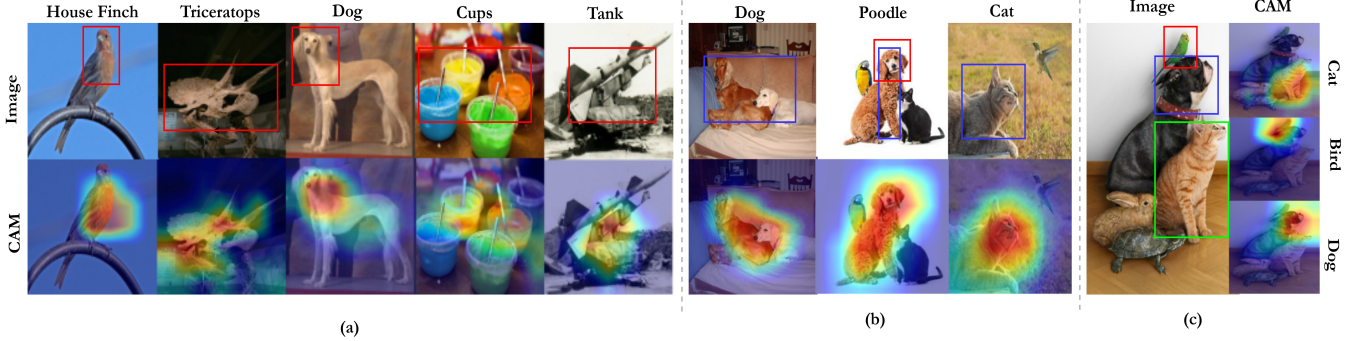 House Finch Triceratops Dog Cups Tank Dog Poodle Cat Image CAM
Image
CAM
Cat
Bird
Dog
(a) (b) (c)